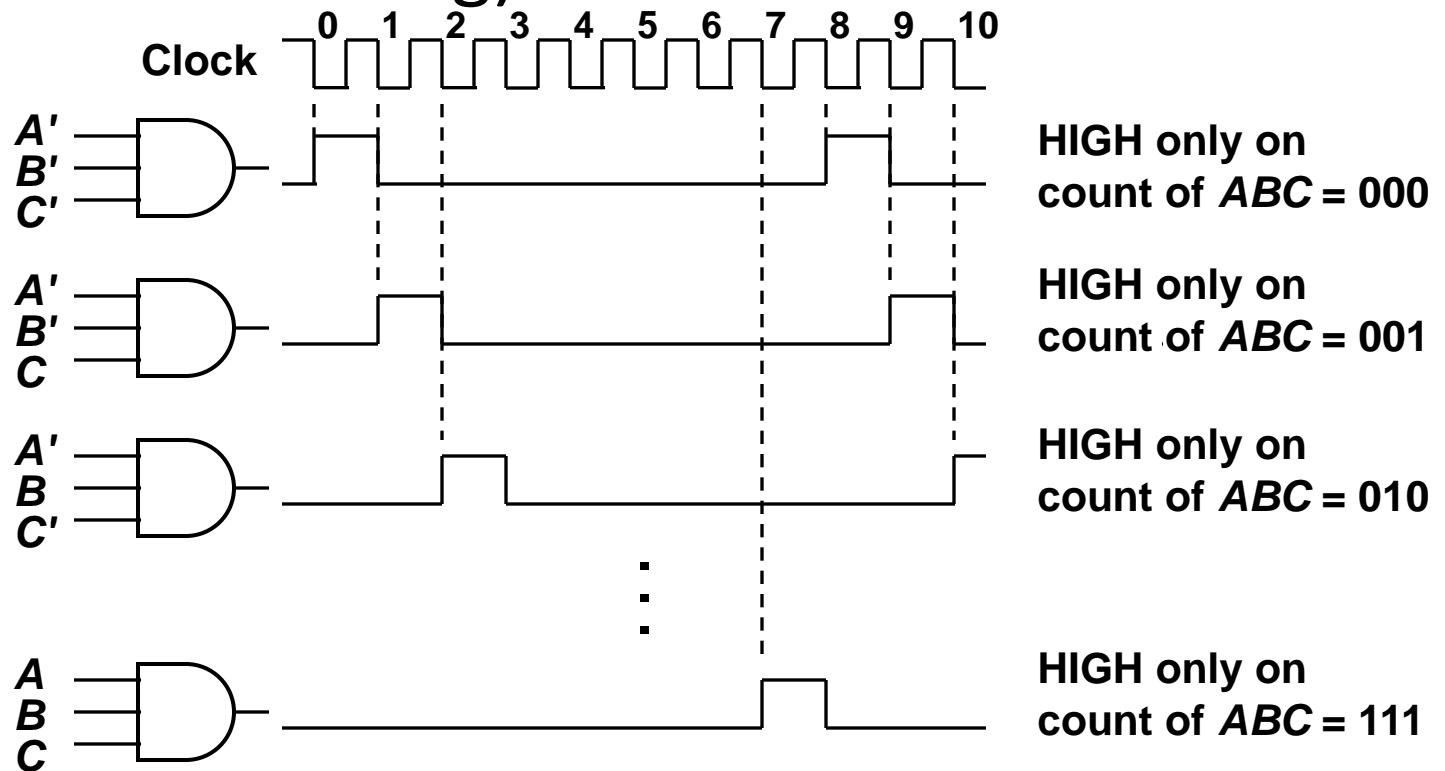 0 1 2 3 4 5 6 7 8 9 10
Clock
A'
B'
C'
HIGH only on
count of ABC = 000
A'
B'
C
HIGH only on
count of ABC = 001
A'
B
C'
HIGH only on
count of ABC = 010
A
B
C
HIGH only on
count of ABC = 111